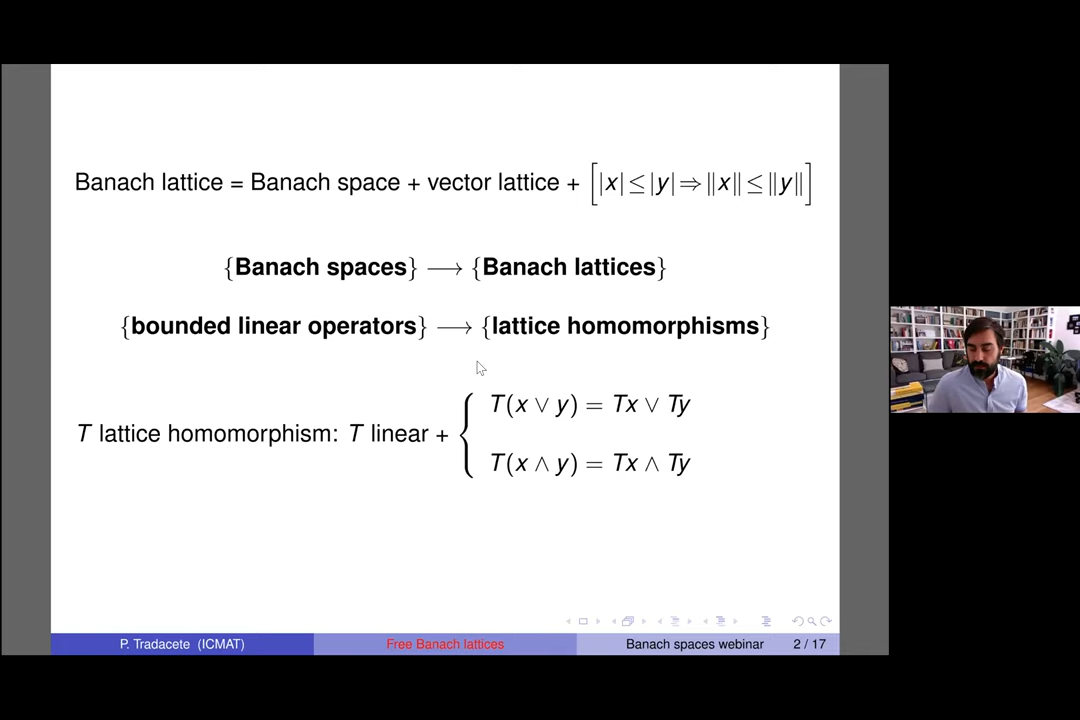 Banach lattice = Banach space + vector lattice + [|x| ≤ |y| ⇒ ‖x‖ ≤ ‖y‖]
{Banach spaces} ⟶ {Banach lattices}
{bounded linear operators} ⟶ {lattice homomorphisms}
T(x ∨ y) = Tx ∨ Ty
T lattice homomorphism: T linear + {
T(x ∧ y) = Tx ∧ Ty
P. Tradacete (ICMAT) Free Banach lattices Banach spaces webinar 2 / 17